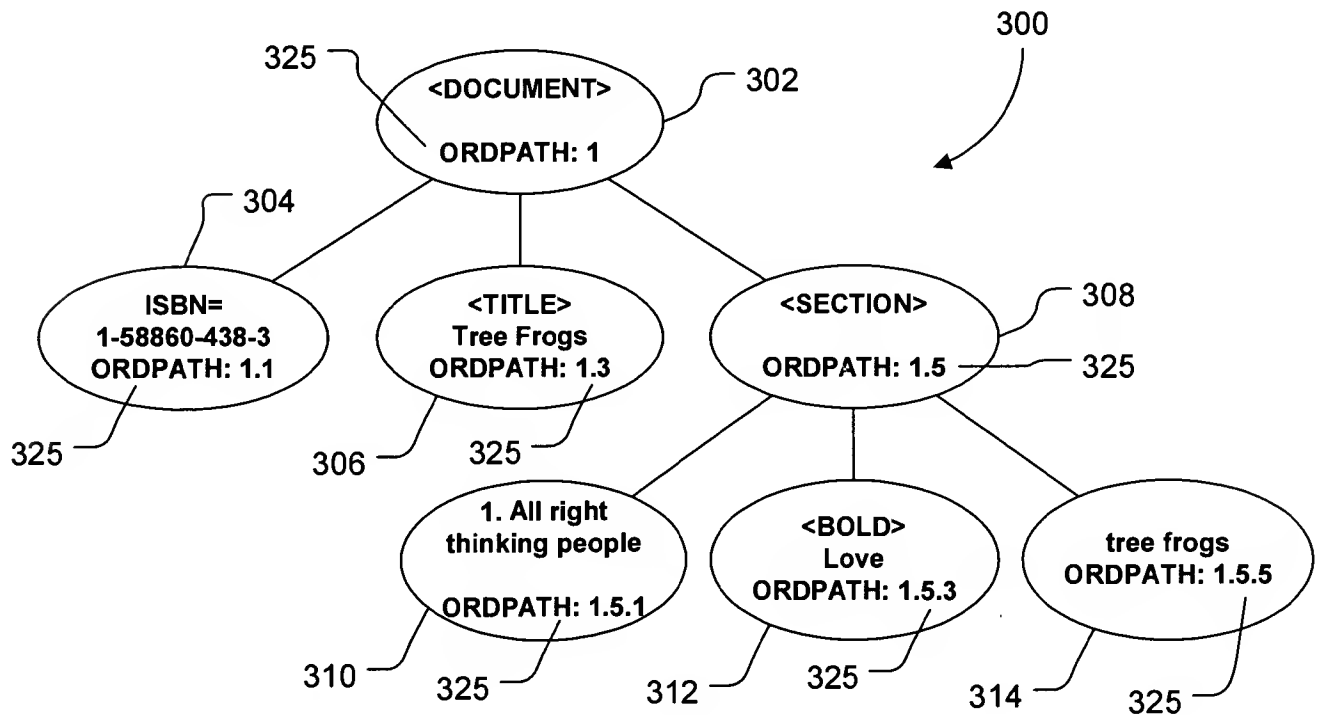 300
325
302
<DOCUMENT>
ORDPATH: 1
304
ISBN=
1-58860-438-3
ORDPATH: 1.1
325
<TITLE>
Tree Frogs
ORDPATH: 1.3
306
325
<SECTION>
ORDPATH: 1.5
308
325
1. All right
thinking people
ORDPATH: 1.5.1
310
325
<BOLD>
Love
ORDPATH: 1.5.3
312
325
tree frogs
ORDPATH: 1.5.5
314
325